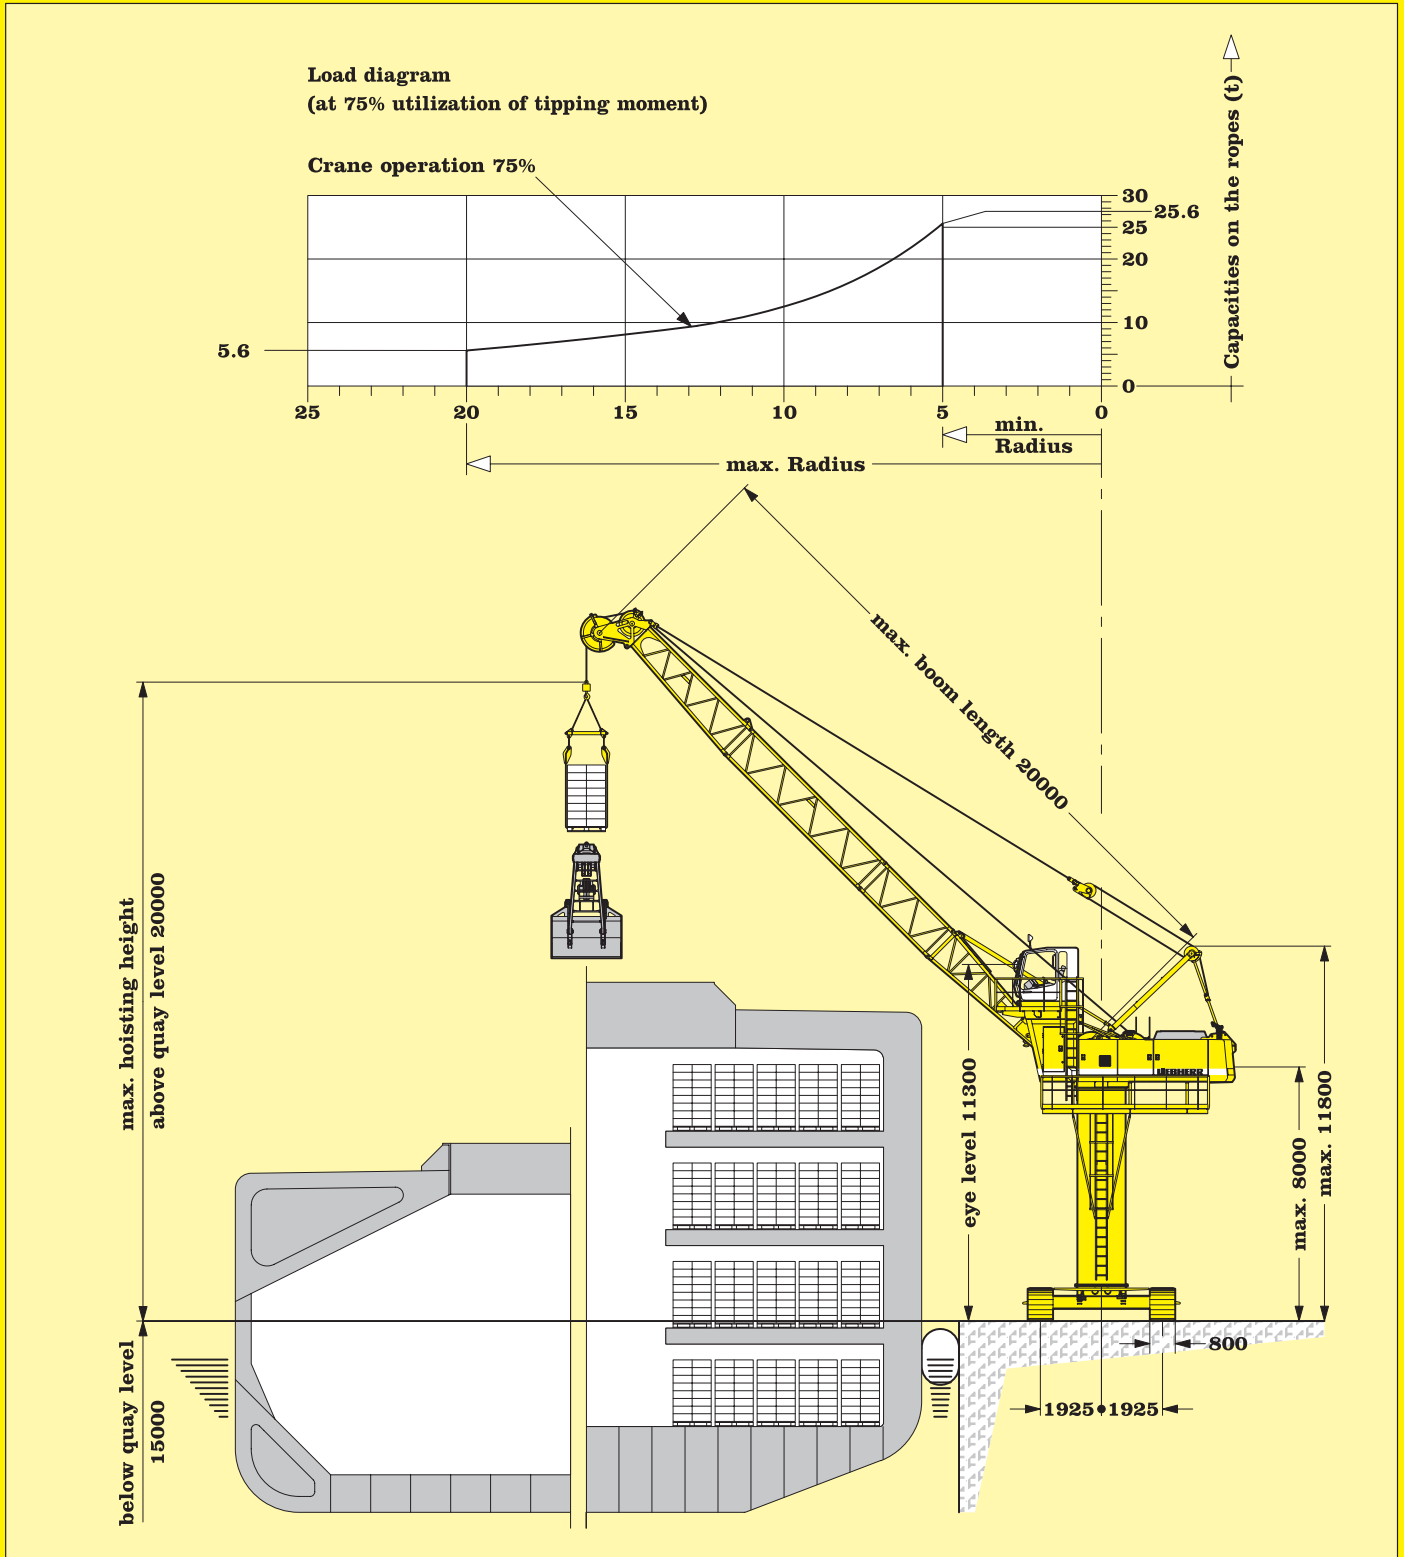 Load diagram
(at 75% utilization of tipping moment)
Crane operation 75%
Capacities on the ropes (t)
30
25.6
25
20
10
0
5.6
25
20
15
10
5
0
min.
Radius
max. Radius
max. boom length 20000
max. hoisting height
above quay level 20000
below quay level
15000
eye level 11300
LIEBHERR
max. 8000
max. 11800
800
1925
1925